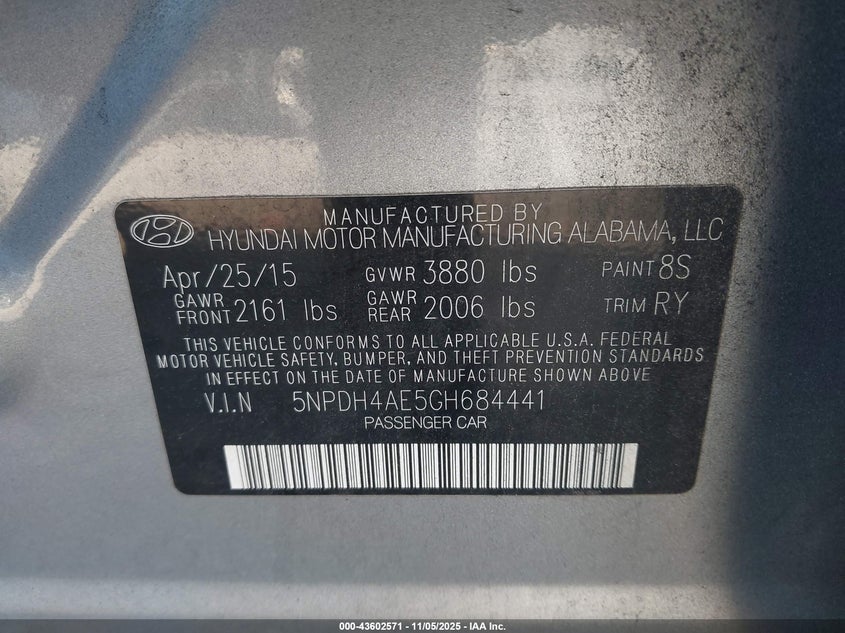 MANUFACTURED BY
HYUNDAI MOTOR MANUFACTURING ALABAMA, LLC
Apr/25/15 GVWR 3880 lbs PAINT 8S
GAWR FRONT 2161 lbs GAWR REAR 2006 lbs TRIM RY
THIS VEHICLE CONFORMS TO ALL APPLICABLE U.S.A. FEDERAL
MOTOR VEHICLE SAFETY, BUMPER, AND THEFT PREVENTION STANDARDS
IN EFFECT ON THE DATE OF MANUFACTURE SHOWN ABOVE
V.I.N 5NPDH4AE5GH684441
PASSENGER CAR
000-43602571 - 11/05/2025 - IAA Inc.